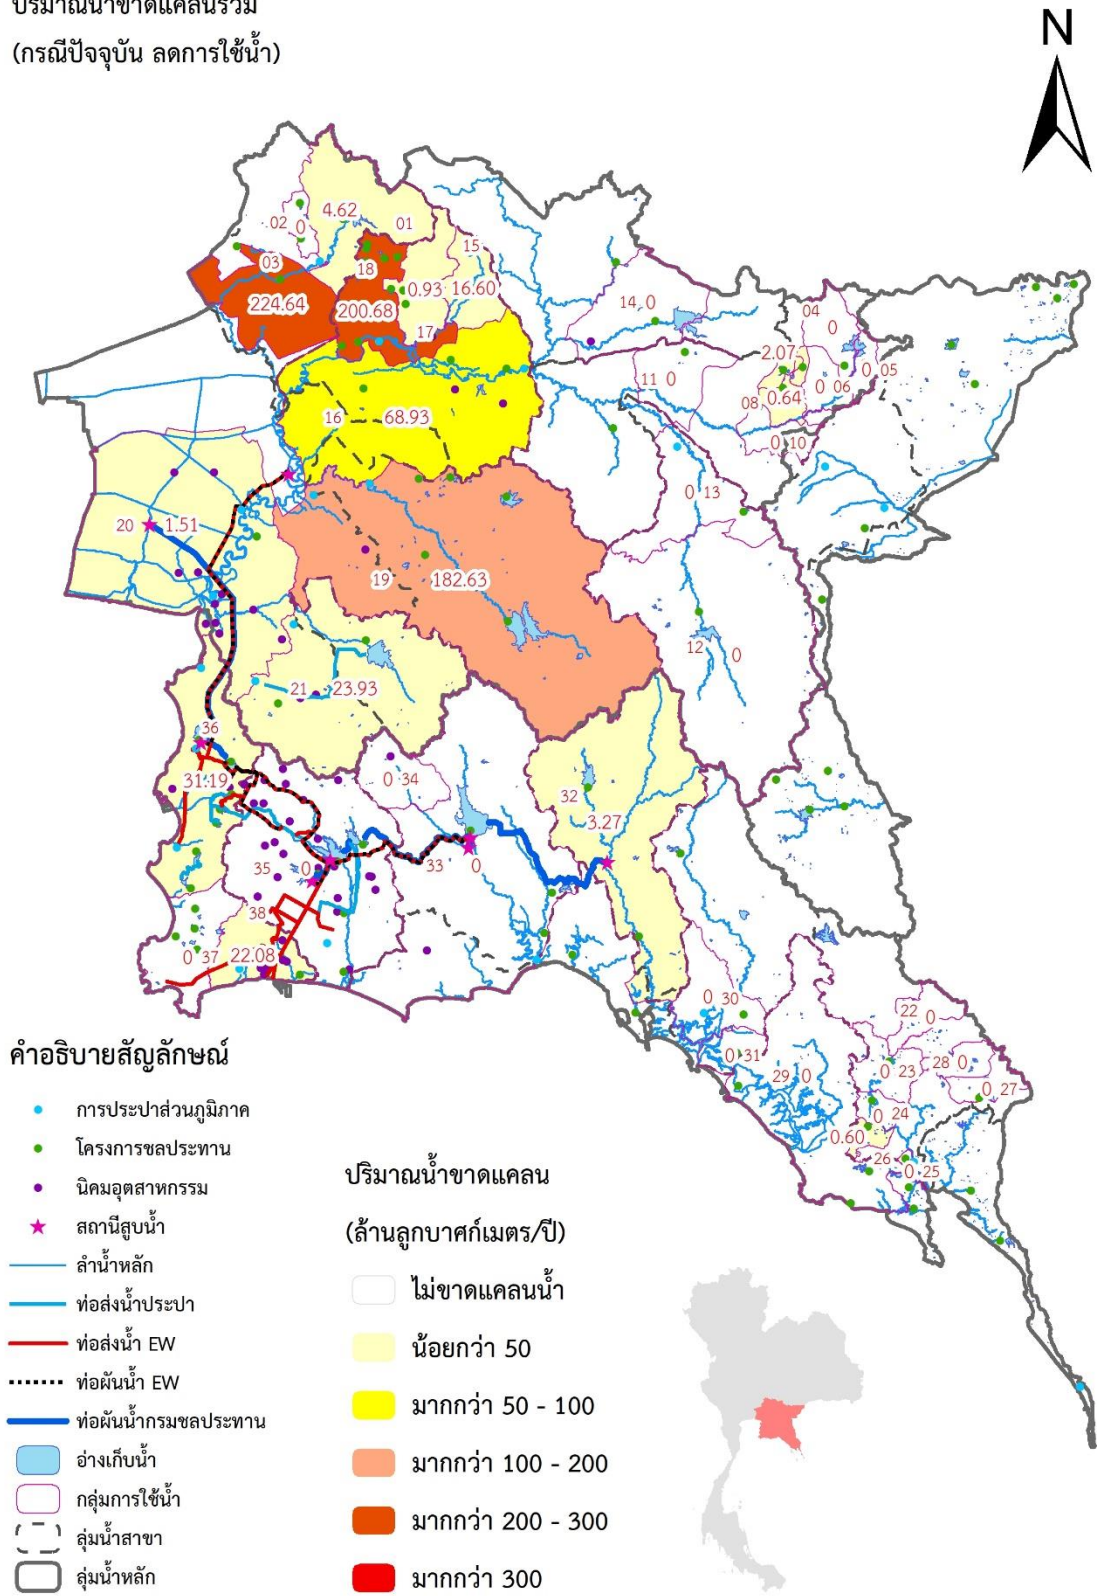 ปริมาณน้ำขาดแคลนรวม
(กรณีปัจจุบัน ลดการใช้น้ำ)
N
4.62
02 0
01
15
03
18
0.93 16.60
224.64
200.68
17
14 0
04
0
2.07
0 05
11 0
0 06
08 0.64
16 68.93
0 10
0 13
20 1.51
19 182.63
12 0
21 23.93
36
31.19
0 34
32
3.27
35 0
33 0
38
0 37 22.08
0 30
22 0
0 31
29 0
0 23
28 0
0 27
0 24
0.60
26
0 25
คำอธิบายสัญลักษณ์
การประปาส่วนภูมิภาค
โครงการชลประทาน
นิคมอุตสาหกรรม
สถานีสูบน้ำ
ลำน้ำหลัก
ท่อส่งน้ำประปา
ท่อส่งน้ำ EW
ท่อผันน้ำ EW
ท่อผันน้ำกรมชลประทาน
อ่างเก็บน้ำ
กลุ่มการใช้น้ำ
ลุ่มน้ำสาขา
ลุ่มน้ำหลัก
ปริมาณน้ำขาดแคลน
(ล้านลูกบาศก์เมตร/ปี)
ไม่ขาดแคลนน้ำ
น้อยกว่า 50
มากกว่า 50 - 100
มากกว่า 100 - 200
มากกว่า 200 - 300
มากกว่า 300